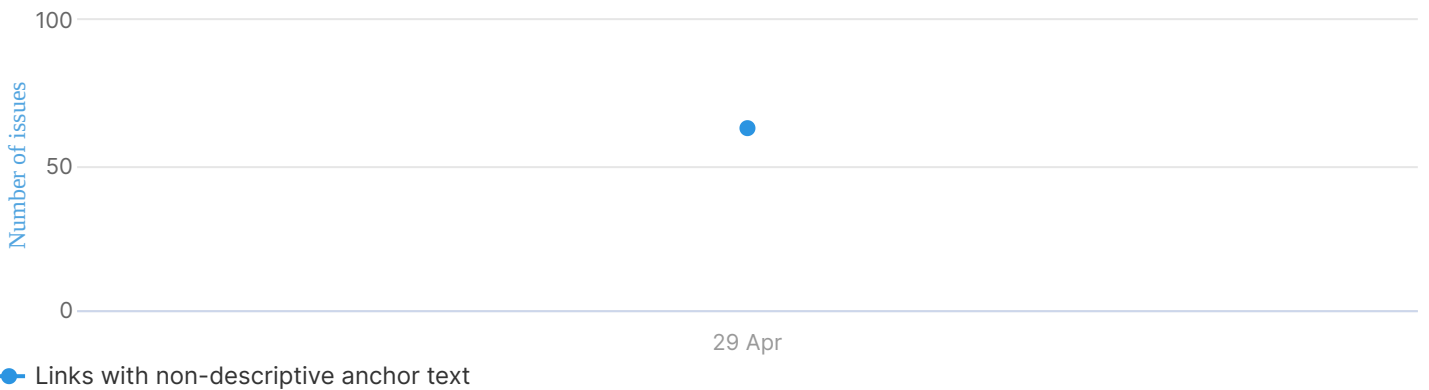 100
Number of issues
50
0
29 Apr
Links with non-descriptive anchor text